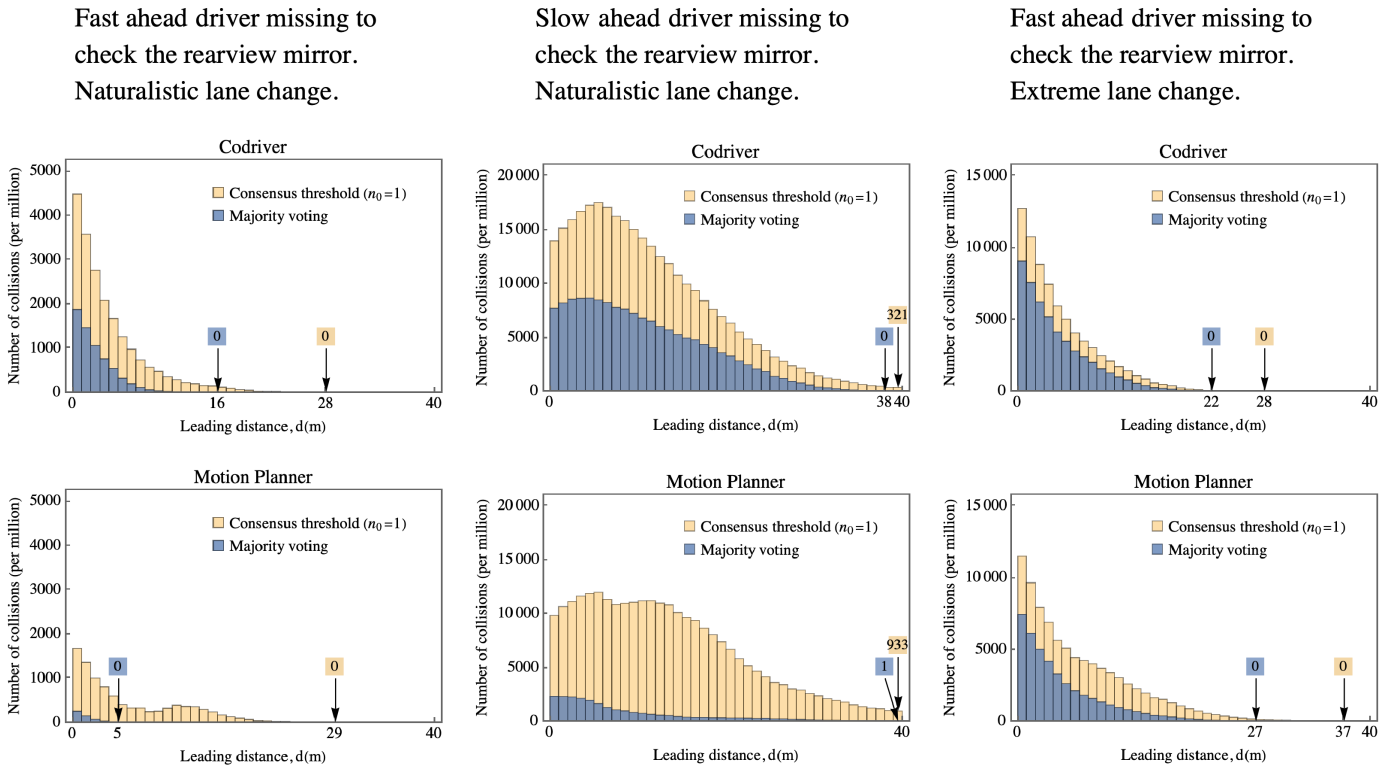 Fast ahead driver missing to
check the rearview mirror.
Naturalistic lane change.
Slow ahead driver missing to
check the rearview mirror.
Naturalistic lane change.
Fast ahead driver missing to
check the rearview mirror.
Extreme lane change.
Codriver
Number of collisions (per million)
5000
4000
3000
2000
1000
0
Consensus threshold (n0=1)
Majority voting
0
0
0
16
28
40
Leading distance, d(m)
Codriver
Number of collisions (per million)
20 000
15 000
10 000
5000
0
Consensus threshold (n0=1)
Majority voting
321
0
0
38
40
Leading distance, d(m)
Codriver
Number of collisions (per million)
15 000
10 000
5000
0
Consensus threshold (n0=1)
Majority voting
0
0
0
22
28
40
Leading distance, d(m)
Motion Planner
Number of collisions (per million)
5000
4000
3000
2000
1000
0
Consensus threshold (n0=1)
Majority voting
0
0
0
5
29
40
Leading distance, d(m)
Motion Planner
Number of collisions (per million)
20 000
15 000
10 000
5000
0
Consensus threshold (n0=1)
Majority voting
933
1
0
40
Leading distance, d(m)
Motion Planner
Number of collisions (per million)
15 000
10 000
5000
0
Consensus threshold (n0=1)
Majority voting
0
0
0
27
37
40
Leading distance, d(m)